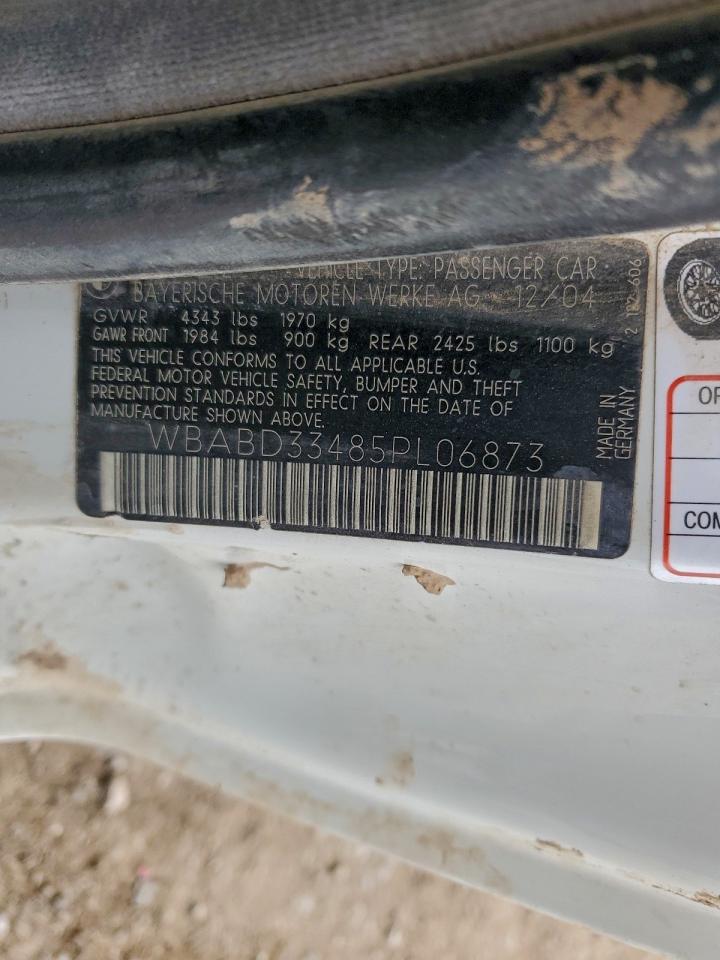 VEHICLE TYPE: PASSENGER CAR
BAYERISCHE MOTOREN WERKE AG 12/04
GVWR 4343 lbs 1970 kg
GAWR FRONT 1984 lbs 900 kg REAR 2425 lbs 1100 kg
THIS VEHICLE CONFORMS TO ALL APPLICABLE U.S.
FEDERAL MOTOR VEHICLE SAFETY, BUMPER AND THEFT
PREVENTION STANDARDS IN EFFECT ON THE DATE OF
MANUFACTURE SHOWN ABOVE.
WBABD33485PL06873
MADE IN
GERMANY
606
OP
COM